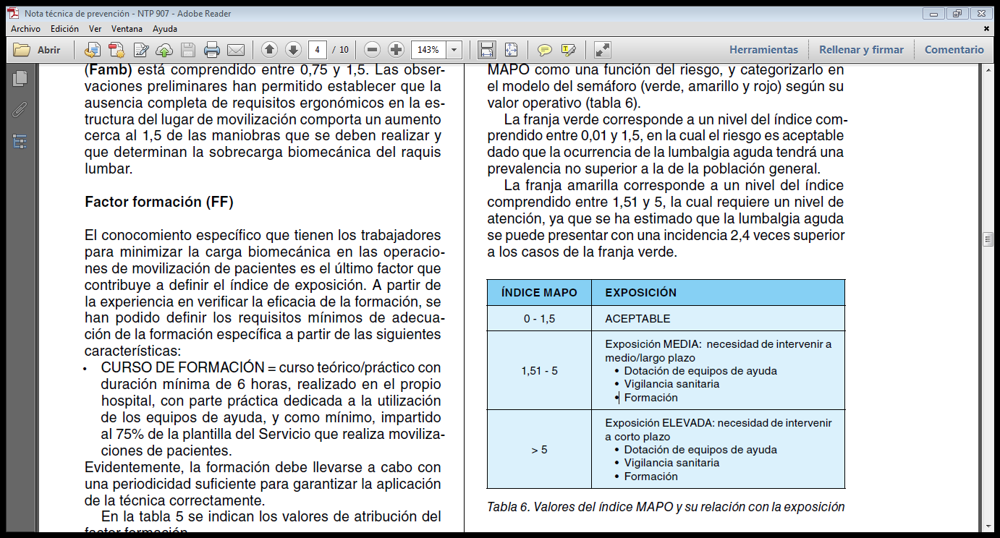 Nota técnica de prevención - NTP 907 - Adobe Reader
Archivo Edición Ver Ventana Ayuda
Abrir 4 / 10 143% Herramientas Rellenar y firmar Comentario
(Famb) está comprendido entre 0,75 y 1,5. Las obser-
vaciones preliminares han permitido establecer que la
ausencia completa de requisitos ergonómicos en la es-
tructura del lugar de movilización comporta un aumento
cerca al 1,5 de las maniobras que se deben realizar y
que determinan la sobrecarga biomecánica del raquis
lumbar.
Factor formación (FF)
El conocimiento específico que tienen los trabajadores
para minimizar la carga biomecánica en las operacio-
nes de movilización de pacientes es el último factor que
contribuye a definir el índice de exposición. A partir de
la experiencia en verificar la eficacia de la formación, se
han podido definir los requisitos mínimos de adecua-
ción de la formación específica a partir de las siguientes
características:
• CURSO DE FORMACIÓN = curso teórico/práctico con
duración mínima de 6 horas, realizado en el propio
hospital, con parte práctica dedicada a la utilización
de los equipos de ayuda, y como mínimo, impartido
al 75% de la plantilla del Servicio que realiza moviliza-
ciones de pacientes.
Evidentemente, la formación debe llevarse a cabo con
una periodicidad suficiente para garantizar la aplicación
de la técnica correctamente.
En la tabla 5 se indican los valores de atribución del
factor formación.
MAPO como una función del riesgo, y categorizarlo en
el modelo del semáforo (verde, amarillo y rojo) según su
valor operativo (tabla 6).
La franja verde corresponde a un nivel del índice com-
prendido entre 0,01 y 1,5, en la cual el riesgo es aceptable
dado que la ocurrencia de la lumbalgia aguda tendrá una
prevalencia no superior a la de la población general.
La franja amarilla corresponde a un nivel del índice
comprendido entre 1,51 y 5, la cual requiere un nivel de
atención, ya que se ha estimado que la lumbalgia aguda
se puede presentar con una incidencia 2,4 veces superior
a los casos de la franja verde.
ÍNDICE MAPO EXPOSICIÓN
0 - 1,5 ACEPTABLE
1,51 - 5
Exposición MEDIA: necesidad de intervenir a
medio/largo plazo
• Dotación de equipos de ayuda
• Vigilancia sanitaria
• Formación
> 5
Exposición ELEVADA: necesidad de intervenir
a corto plazo
• Dotación de equipos de ayuda
• Vigilancia sanitaria
• Formación
Tabla 6. Valores del índice MAPO y su relación con la exposición